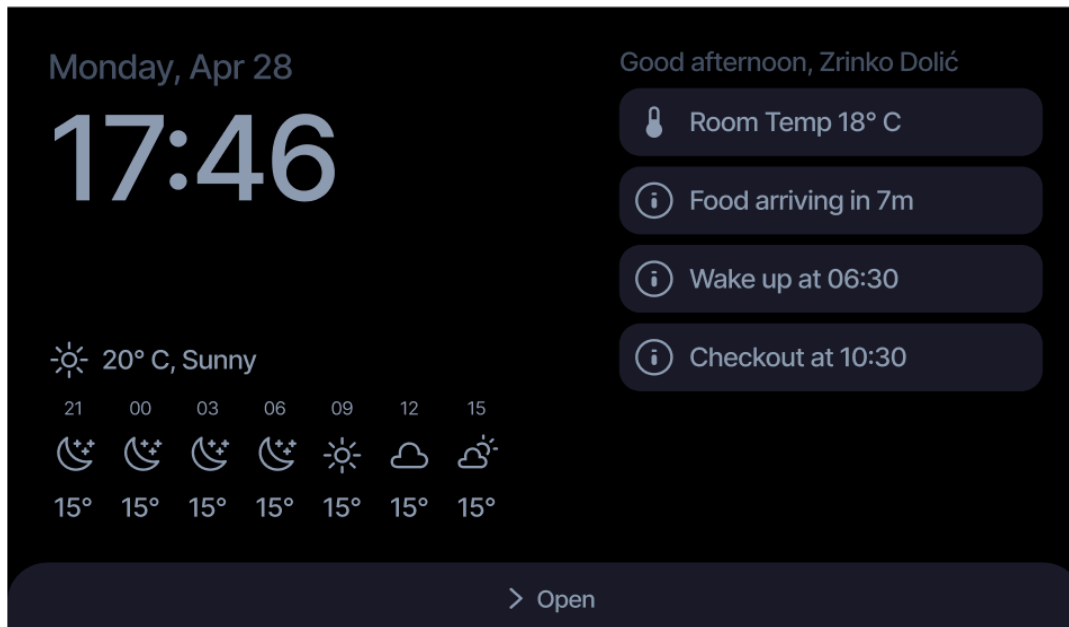 Monday, Apr 28
17:46
20° C, Sunny
21 00 03 06 09 12 15
15° 15° 15° 15° 15° 15° 15°
Good afternoon, Zrinko Dolić
Room Temp 18° C
Food arriving in 7m
Wake up at 06:30
Checkout at 10:30
Open